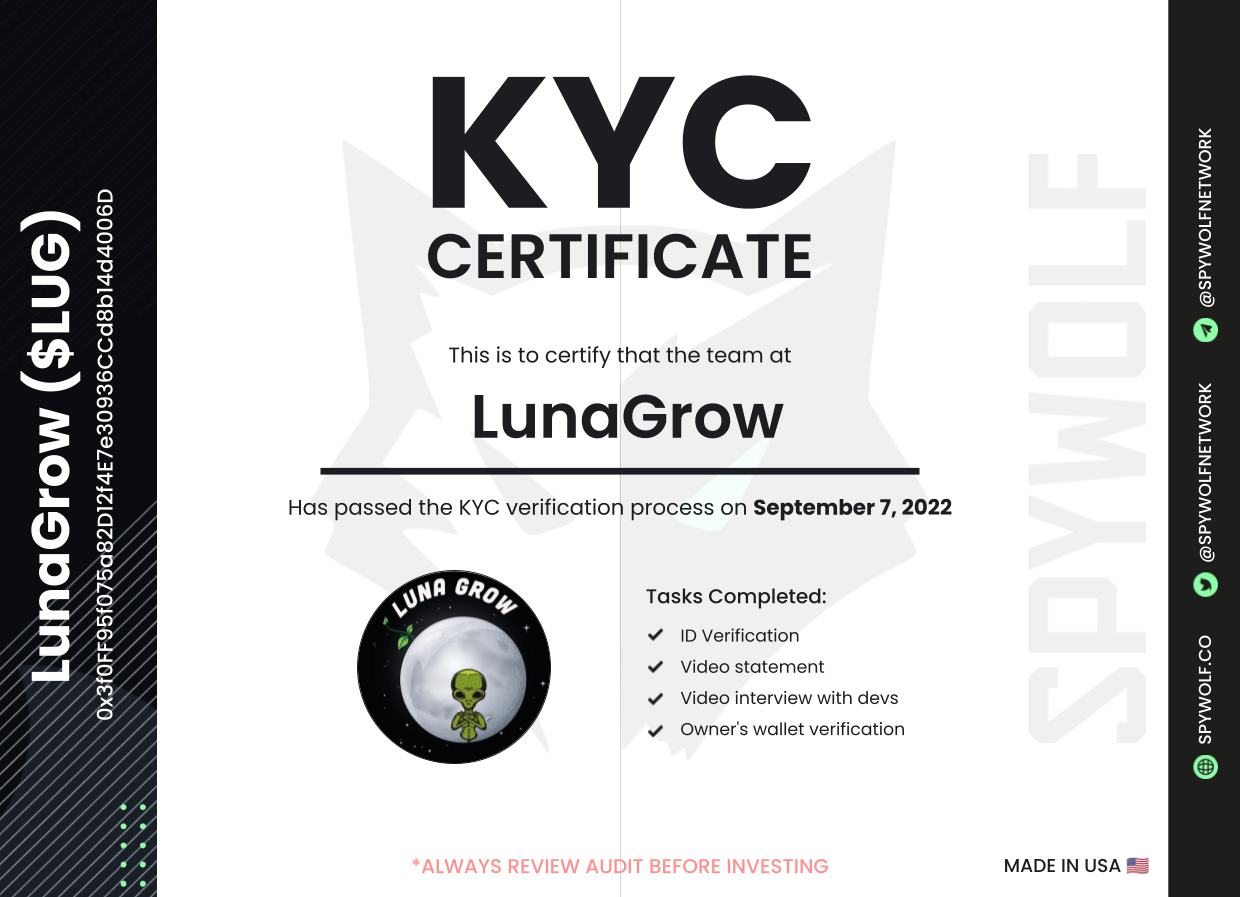 LunaGrow ($LUG)
0x3f0FF95f075a82D12f4E7e30936CCd8b14d4006D
KYC
CERTIFICATE
This is to certify that the team at
LunaGrow
Has passed the KYC verification process on September 7, 2022
LUNA GROW
Tasks Completed:
ID Verification
Video statement
Video interview with devs
Owner's wallet verification
*ALWAYS REVIEW AUDIT BEFORE INVESTING
MADE IN USA 🇺🇸
SPYWOLF
@SPYWOLFNETWORK
@SPYWOLFNETWORK
SPYWOLF.CO